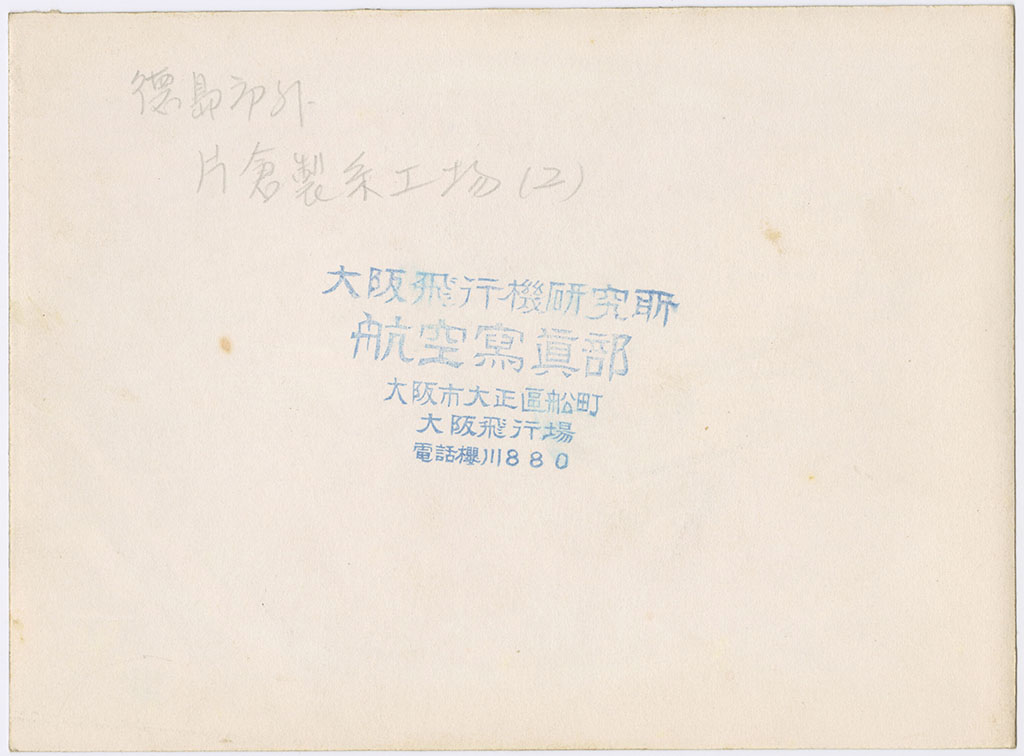 徳島市外
片倉製糸工場(2)
大阪飛行機研究所
航空寫眞部
大阪市大正區船町
大阪飛行場
電話櫻川880